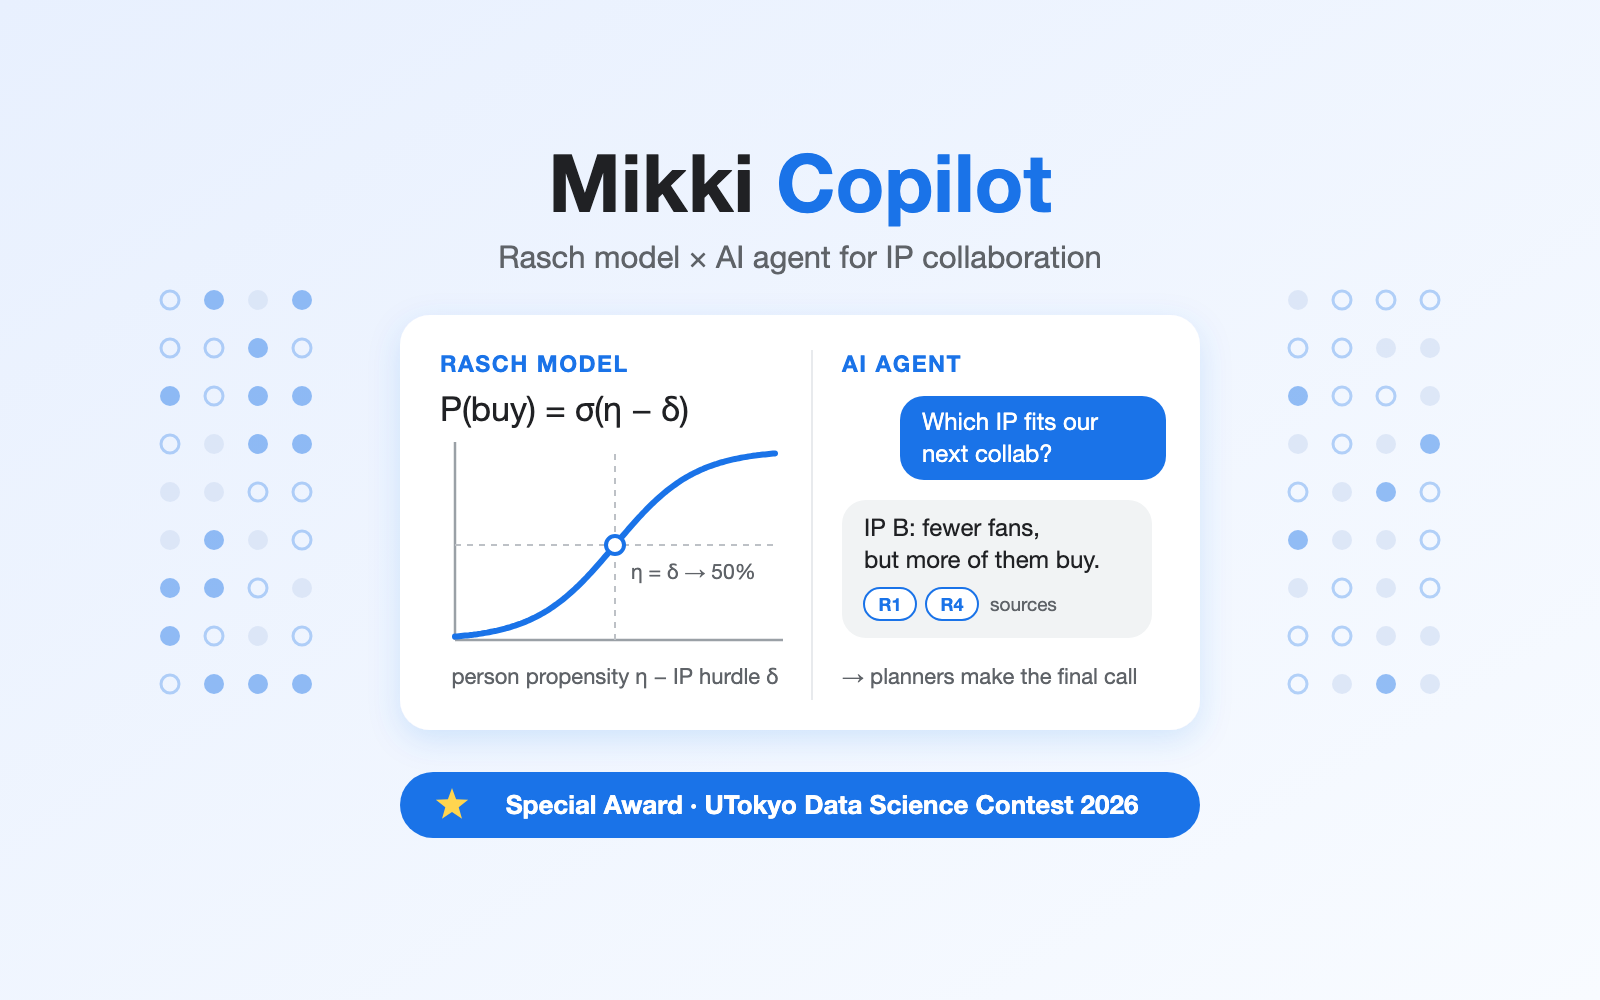 Mikki Copilot
Rasch model × AI agent for IP collaboration
RASCH MODEL
P(buy) = σ(η − δ)
η = δ → 50%
person propensity η − IP hurdle δ
AI AGENT
Which IP fits our
next collab?
IP B: fewer fans,
but more of them buy.
R1 R4 sources
→ planners make the final call
Special Award · UTokyo Data Science Contest 2026